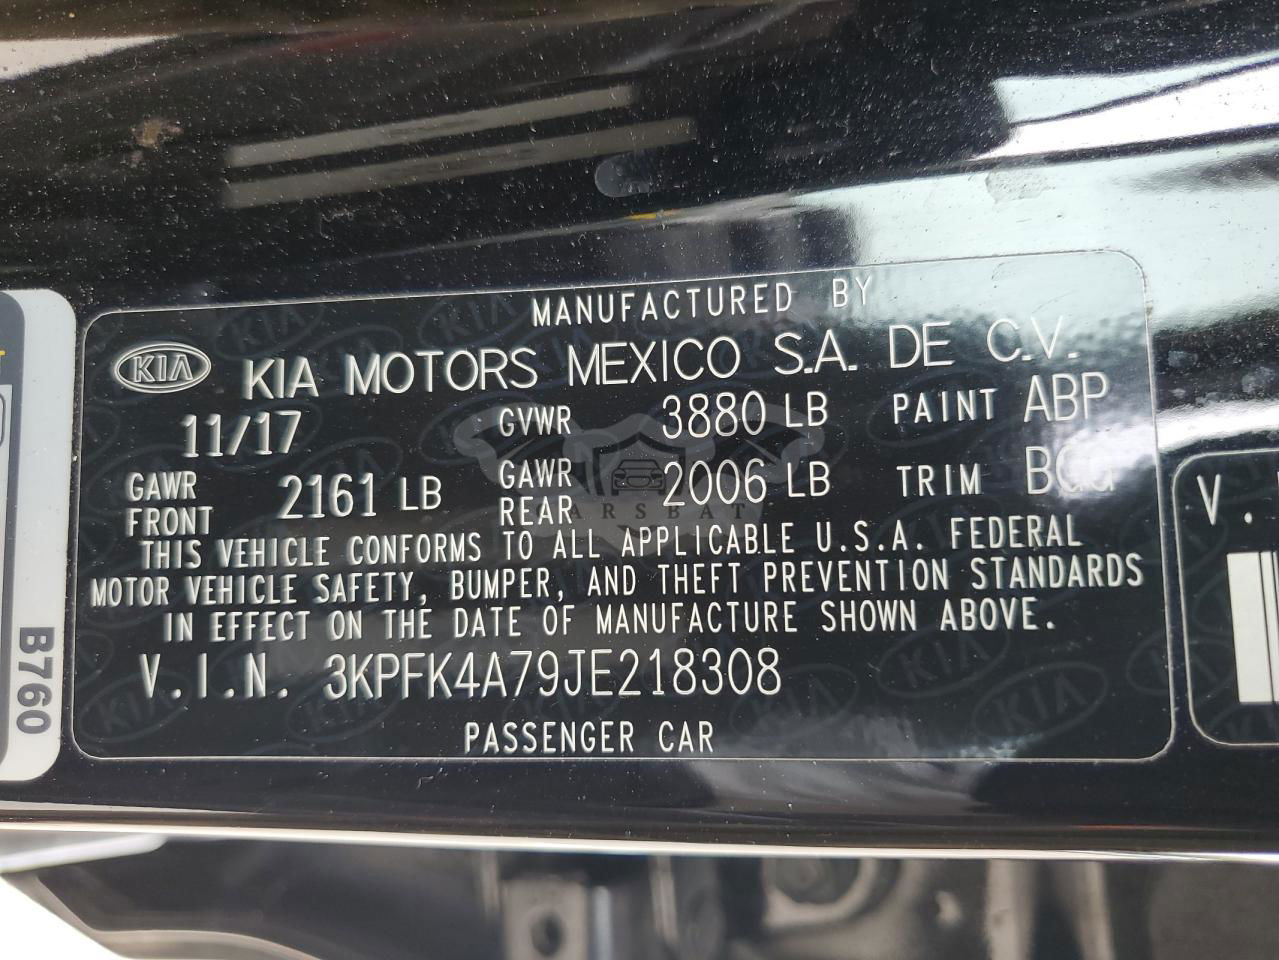 MANUFACTURED BY
KIA KIA MOTORS MEXICO S.A. DE C.V.
11/17 GVWR 3880 LB PAINT ABP
GAWR FRONT 2161 LB GAWR REAR 2006 LB TRIM BGG
THIS VEHICLE CONFORMS TO ALL APPLICABLE U.S.A. FEDERAL
MOTOR VEHICLE SAFETY, BUMPER, AND THEFT PREVENTION STANDARDS
IN EFFECT ON THE DATE OF MANUFACTURE SHOWN ABOVE.
V.I.N. 3KPFK4A79JE218308
PASSENGER CAR
B760
V.
CARSBAT